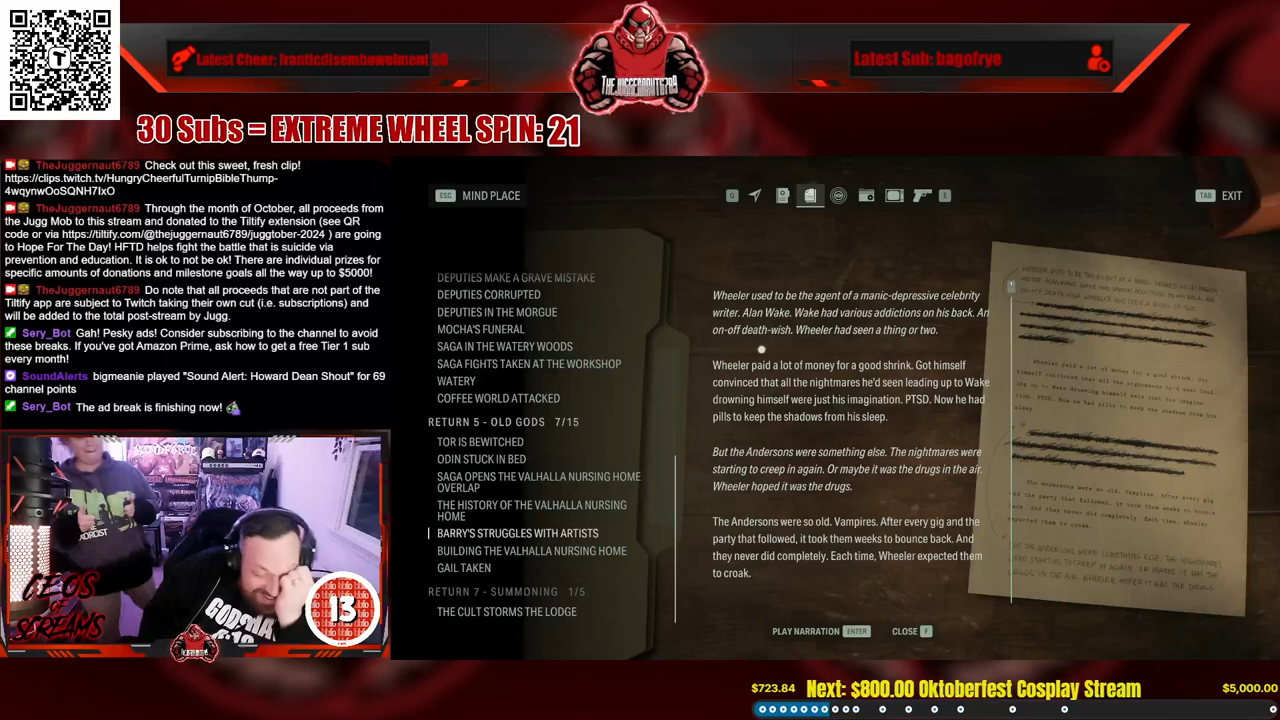 Latest Cheer: franticdisembowelment 50
THEJUGGERNAUT6789
Latest Sub: bagofrye
30 Subs = EXTREME WHEEL SPIN: 21
TheJuggernaut6789 Check out this sweet, fresh clip!
https://clips.twitch.tv/HungryCheerfulTurnipBibleThump-
4wqynwOoSQNH7IxO
TheJuggernaut6789 Through the month of October, all proceeds from
the Jugg Mob to this stream and donated to the Tiltify extension (see QR
code or via https://tiltify.com/@thejuggernaut6789/juggtober-2024 ) are going
to Hope For The Day! HFTD helps fight the battle that is suicide via
prevention and education. It is ok to not be ok! There are individual prizes for
specific amounts of donations and milestone goals all the way up to $5000!
TheJuggernaut6789 Do note that all proceeds that are not part of the
Tiltify app are subject to Twitch taking their own cut (i.e. subscriptions) and
will be added to the total post-stream by Jugg.
Sery_Bot Gah! Pesky ads! Consider subscribing to the channel to avoid
these breaks. If you've got Amazon Prime, ask how to get a free Tier 1 sub
every month!
SoundAlerts bigmeanie played "Sound Alert: Howard Dean Shout" for 69
channel points
Sery_Bot The ad break is finishing now!
ESC MIND PLACE
Q
E
TAB EXIT
DEPUTIES MAKE A GRAVE MISTAKE
DEPUTIES CORRUPTED
DEPUTIES IN THE MORGUE
MOCHA'S FUNERAL
SAGA IN THE WATERY WOODS
SAGA FIGHTS TAKEN AT THE WORKSHOP
WATERY
COFFEE WORLD ATTACKED
RETURN 5 - OLD GODS 7/15
TOR IS BEWITCHED
ODIN STUCK IN BED
SAGA OPENS THE VALHALLA NURSING HOME
OVERLAP
THE HISTORY OF THE VALHALLA NURSING
HOME
BARRY'S STRUGGLES WITH ARTISTS
BUILDING THE VALHALLA NURSING HOME
GAIL TAKEN
RETURN 7 - SUMMONING 1/5
THE CULT STORMS THE LODGE
Wheeler used to be the agent of a manic-depressive celebrity
writer. Alan Wake. Wake had various addictions on his back. An
on-off death-wish. Wheeler had seen a thing or two.
Wheeler paid a lot of money for a good shrink. Got himself
convinced that all the nightmares he'd seen leading up to Wake
drowning himself were just his imagination. PTSD. Now he had
pills to keep the shadows from his sleep.
But the Andersons were something else. The nightmares were
starting to creep in again. Or maybe it was the drugs in the air.
Wheeler hoped it was the drugs.
The Andersons were so old. Vampires. After every gig and the
party that followed, it took them weeks to bounce back. And
they never did completely. Each time, Wheeler expected them
to croak.
PLAY NARRATION ENTER
CLOSE F
13
$723.84 Next: $800.00 Oktoberfest Cosplay Stream $5,000.00